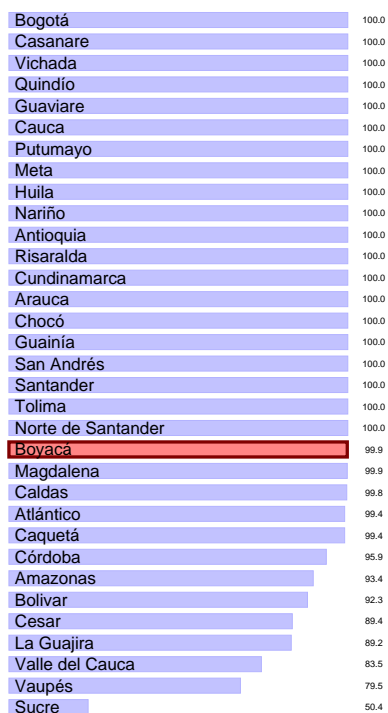 Bogotá 100.0
Casanare 100.0
Vichada 100.0
Quindío 100.0
Guaviare 100.0
Cauca 100.0
Putumayo 100.0
Meta 100.0
Huila 100.0
Nariño 100.0
Antioquia 100.0
Risaralda 100.0
Cundinamarca 100.0
Arauca 100.0
Chocó 100.0
Guainía 100.0
San Andrés 100.0
Santander 100.0
Tolima 100.0
Norte de Santander 100.0
Boyacá 99.9
Magdalena 99.9
Caldas 99.8
Atlántico 99.4
Caquetá 99.4
Córdoba 95.9
Amazonas 93.4
Bolivar 92.3
Cesar 89.4
La Guajira 89.2
Valle del Cauca 83.5
Vaupés 79.5
Sucre 50.4